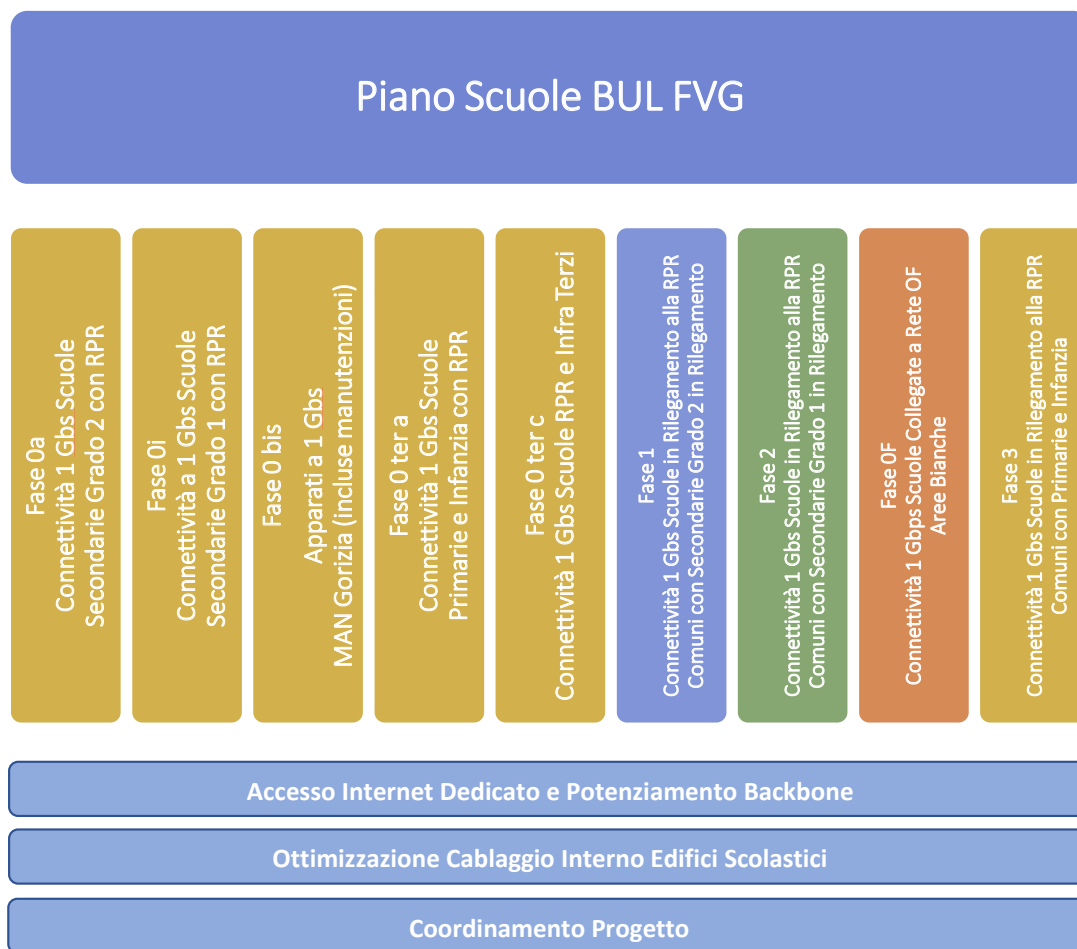 Piano Scuole BUL FVG
Fase 0a
Connettività 1 Gbs Scuole
Secondarie Grado 2 con RPR
Fase 0i
Connettività a 1 Gbs Scuole
Secondarie Grado 1 con RPR
Fase 0 bis
Apparati a 1 Gbs
MAN Gorizia (incluse manutenzioni)
Fase 0 ter a
Connettività 1 Gbs Scuole
Primarie e Infanzia con RPR
Fase 0 ter c
Connettività 1 Gbs Scuole RPR e Infra Terzi
Fase 1
Connettività 1 Gbs Scuole in Rilegamento alla RPR
Comuni con Secondarie Grado 2 in Rilegamento
Fase 2
Connettività 1 Gbs Scuole in Rilegamento alla RPR
Comuni con Secondarie Grado 1 in Rilegamento
Fase 0F
Connettività 1 Gbps Scuole Collegate a Rete OF
Aree Bianche
Fase 3
Connettività 1 Gbs Scuole in Rilegamento alla RPR
Comuni con Primarie e Infanzia
Accesso Internet Dedicato e Potenziamento Backbone
Ottimizzazione Cablaggio Interno Edifici Scolastici
Coordinamento Progetto